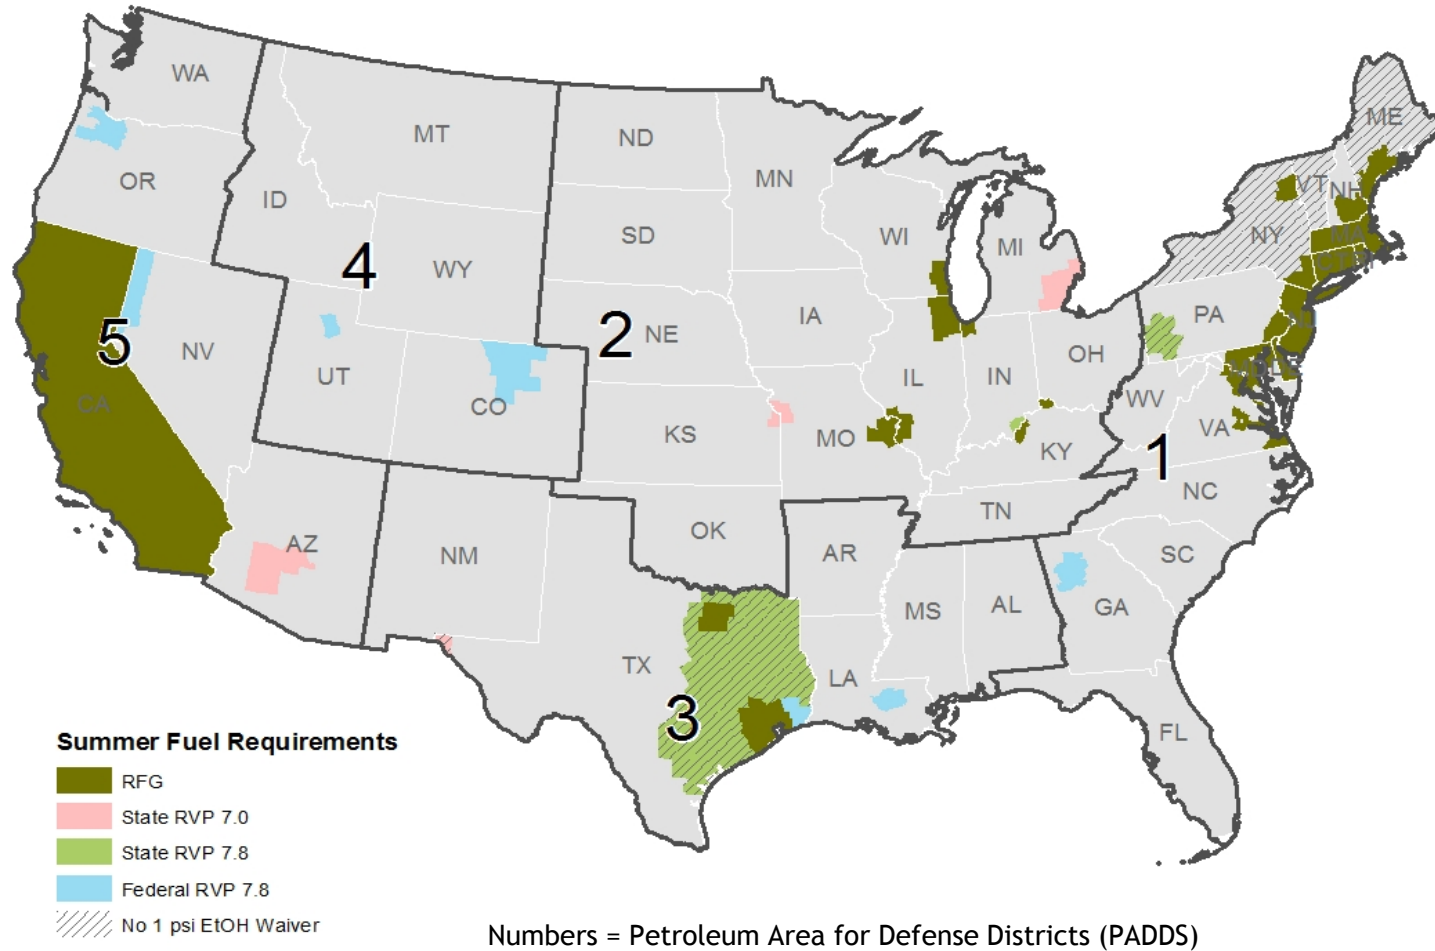 WA
MT
ND
ME
OR
ID
MN
VT
NH
SD
WI
MI
NY
MA
4
WY
CT
RI
5
NV
2
NE
IA
PA
NJ
UT
IL
IN
OH
CA
CO
WV
KS
MO
KY
VA
1
NC
TN
AZ
NM
OK
AR
SC
MS
AL
GA
TX
LA
3
FL
Summer Fuel Requirements
RFG
State RVP 7.0
State RVP 7.8
Federal RVP 7.8
No 1 psi EtOH Waiver
Numbers = Petroleum Area for Defense Districts (PADDS)